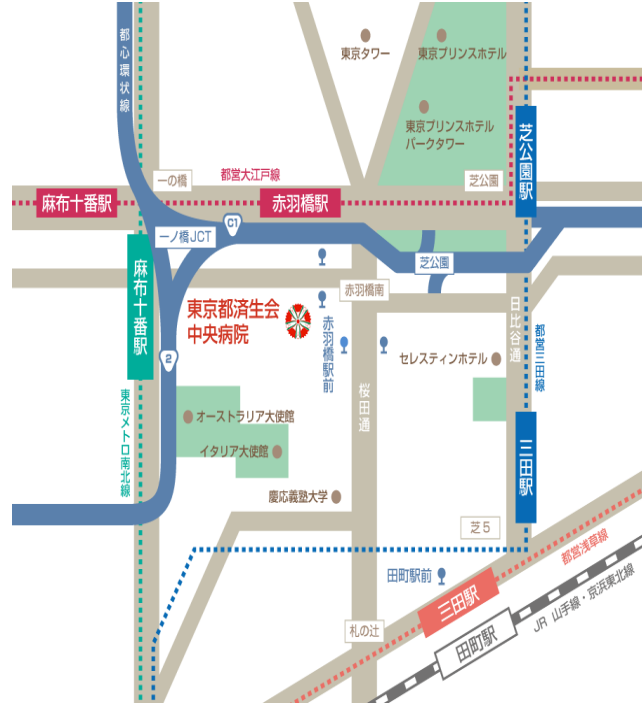 都心環状線
東京タワー
東京プリンスホテル
東京プリンスホテル
パークタワー
芝公園駅
一の橋
都営大江戸線
芝公園
麻布十番駅
赤羽橋駅
C1
一ノ橋JCT
麻布十番駅
芝公園
赤羽橋南
東京都済生会
中央病院
赤羽橋駅前
日比谷通
都営三田線
2
セレスティンホテル
桜田通
東京メトロ南北線
オーストラリア大使館
イタリア大使館
三田駅
慶応義塾大学
芝5
都営浅草線
田町駅前
三田駅
札の辻
田町駅
JR 山手線・京浜東北線